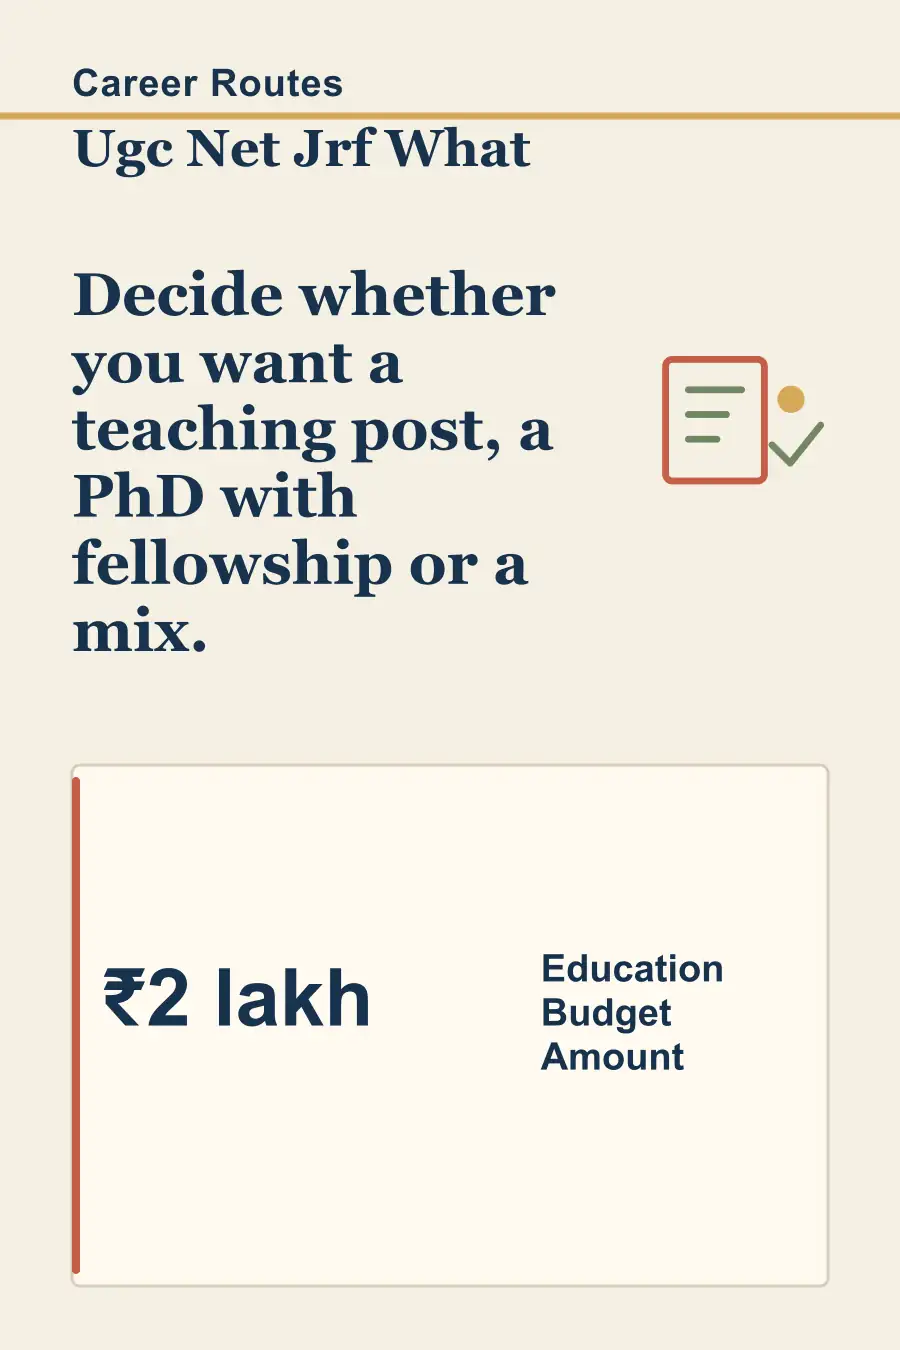 Career Routes
Ugc Net Jrf What
Decide whether
you want a
teaching post, a
PhD with
fellowship or a
mix.
₹2 lakh
Education
Budget
Amount